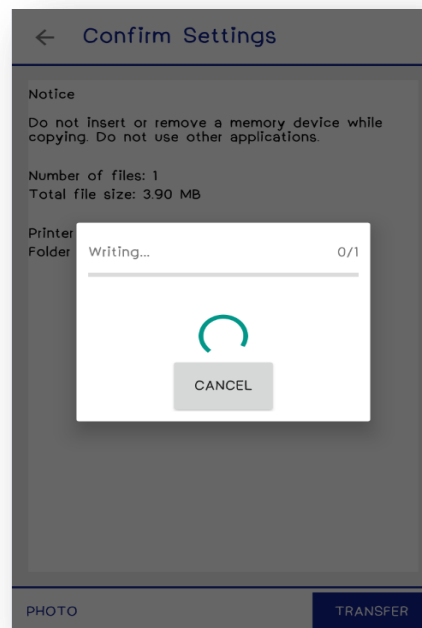 Confirm Settings
Notice
Do not insert or remove a memory device while
copying. Do not use other applications.
Number of files: 1
Total file size: 3.90 MB
Printer
Folder
Writing... 0/1
CANCEL
PHOTO TRANSFER